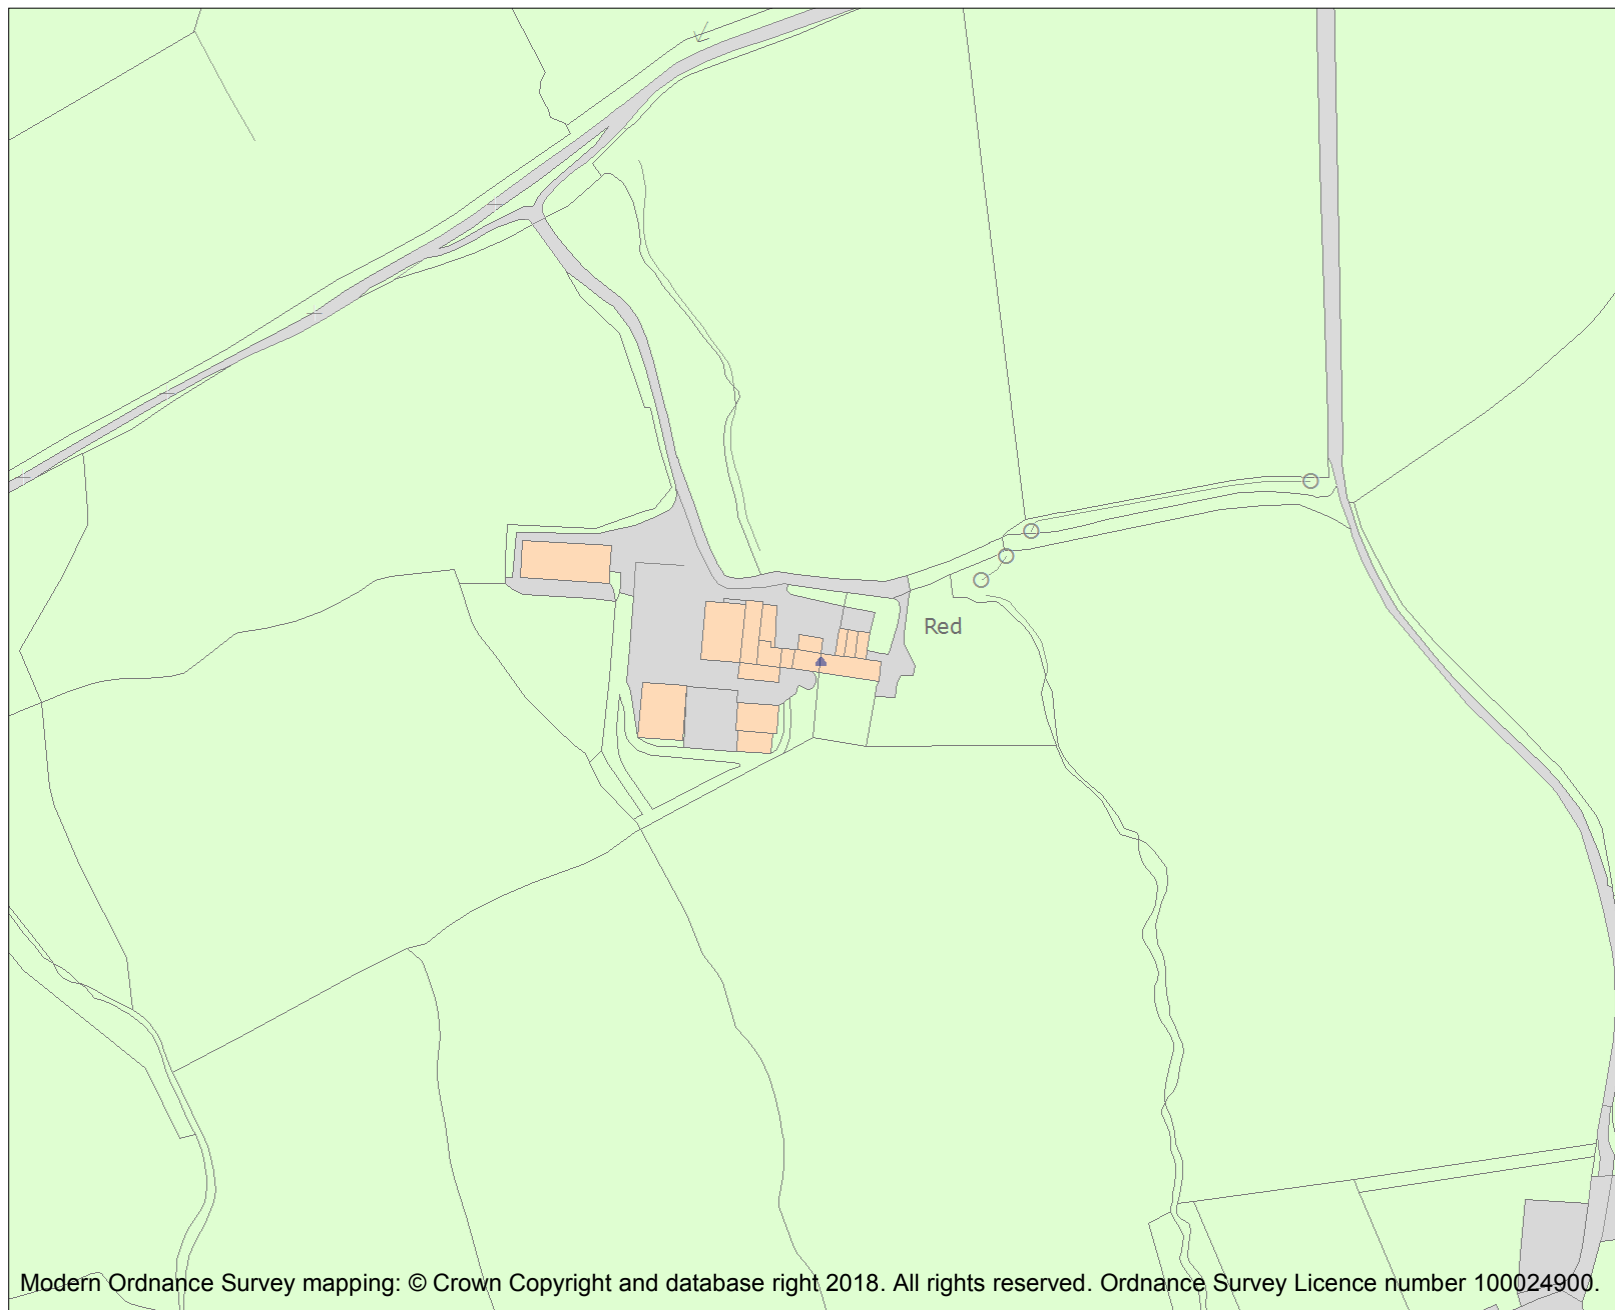 Red
Modern Ordnance Survey mapping: © Crown Copyright and database right 2018. All rights reserved. Ordnance Survey Licence number 100024900.